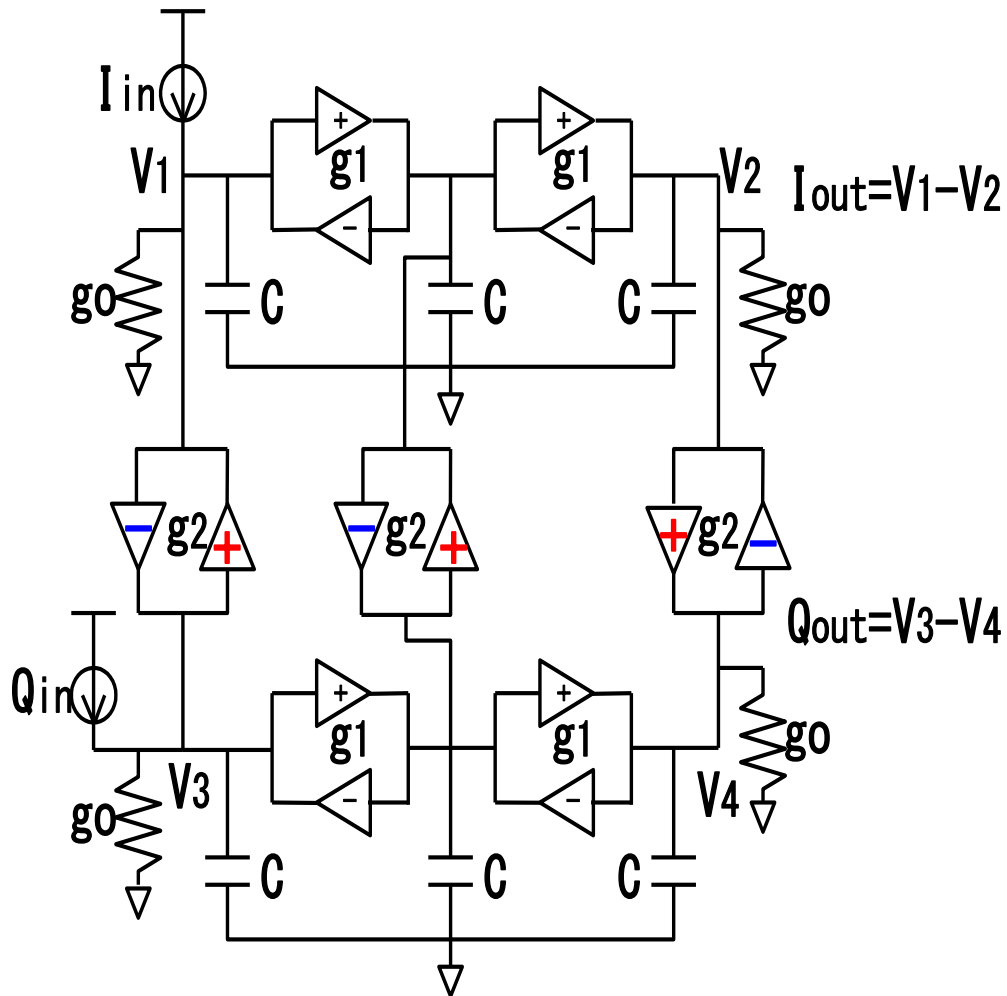 Iin
+
+
g1
g1
V1
V2
Iout=V1-V2
-
-
go
C
C
C
go
-
g2
+
-
g2
+
+
g2
-
Qout=V3-V4
Qin
+
+
g1
g1
go
V3
V4
-
-
go
C
C
C